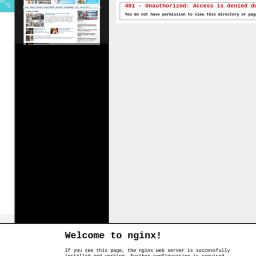 401 - Unauthorized: Access is denied du
You do not have permission to view this directory or page
Welcome to nginx!
If you see this page, the nginx web server is successfully
installed and working. Further configuration is required.